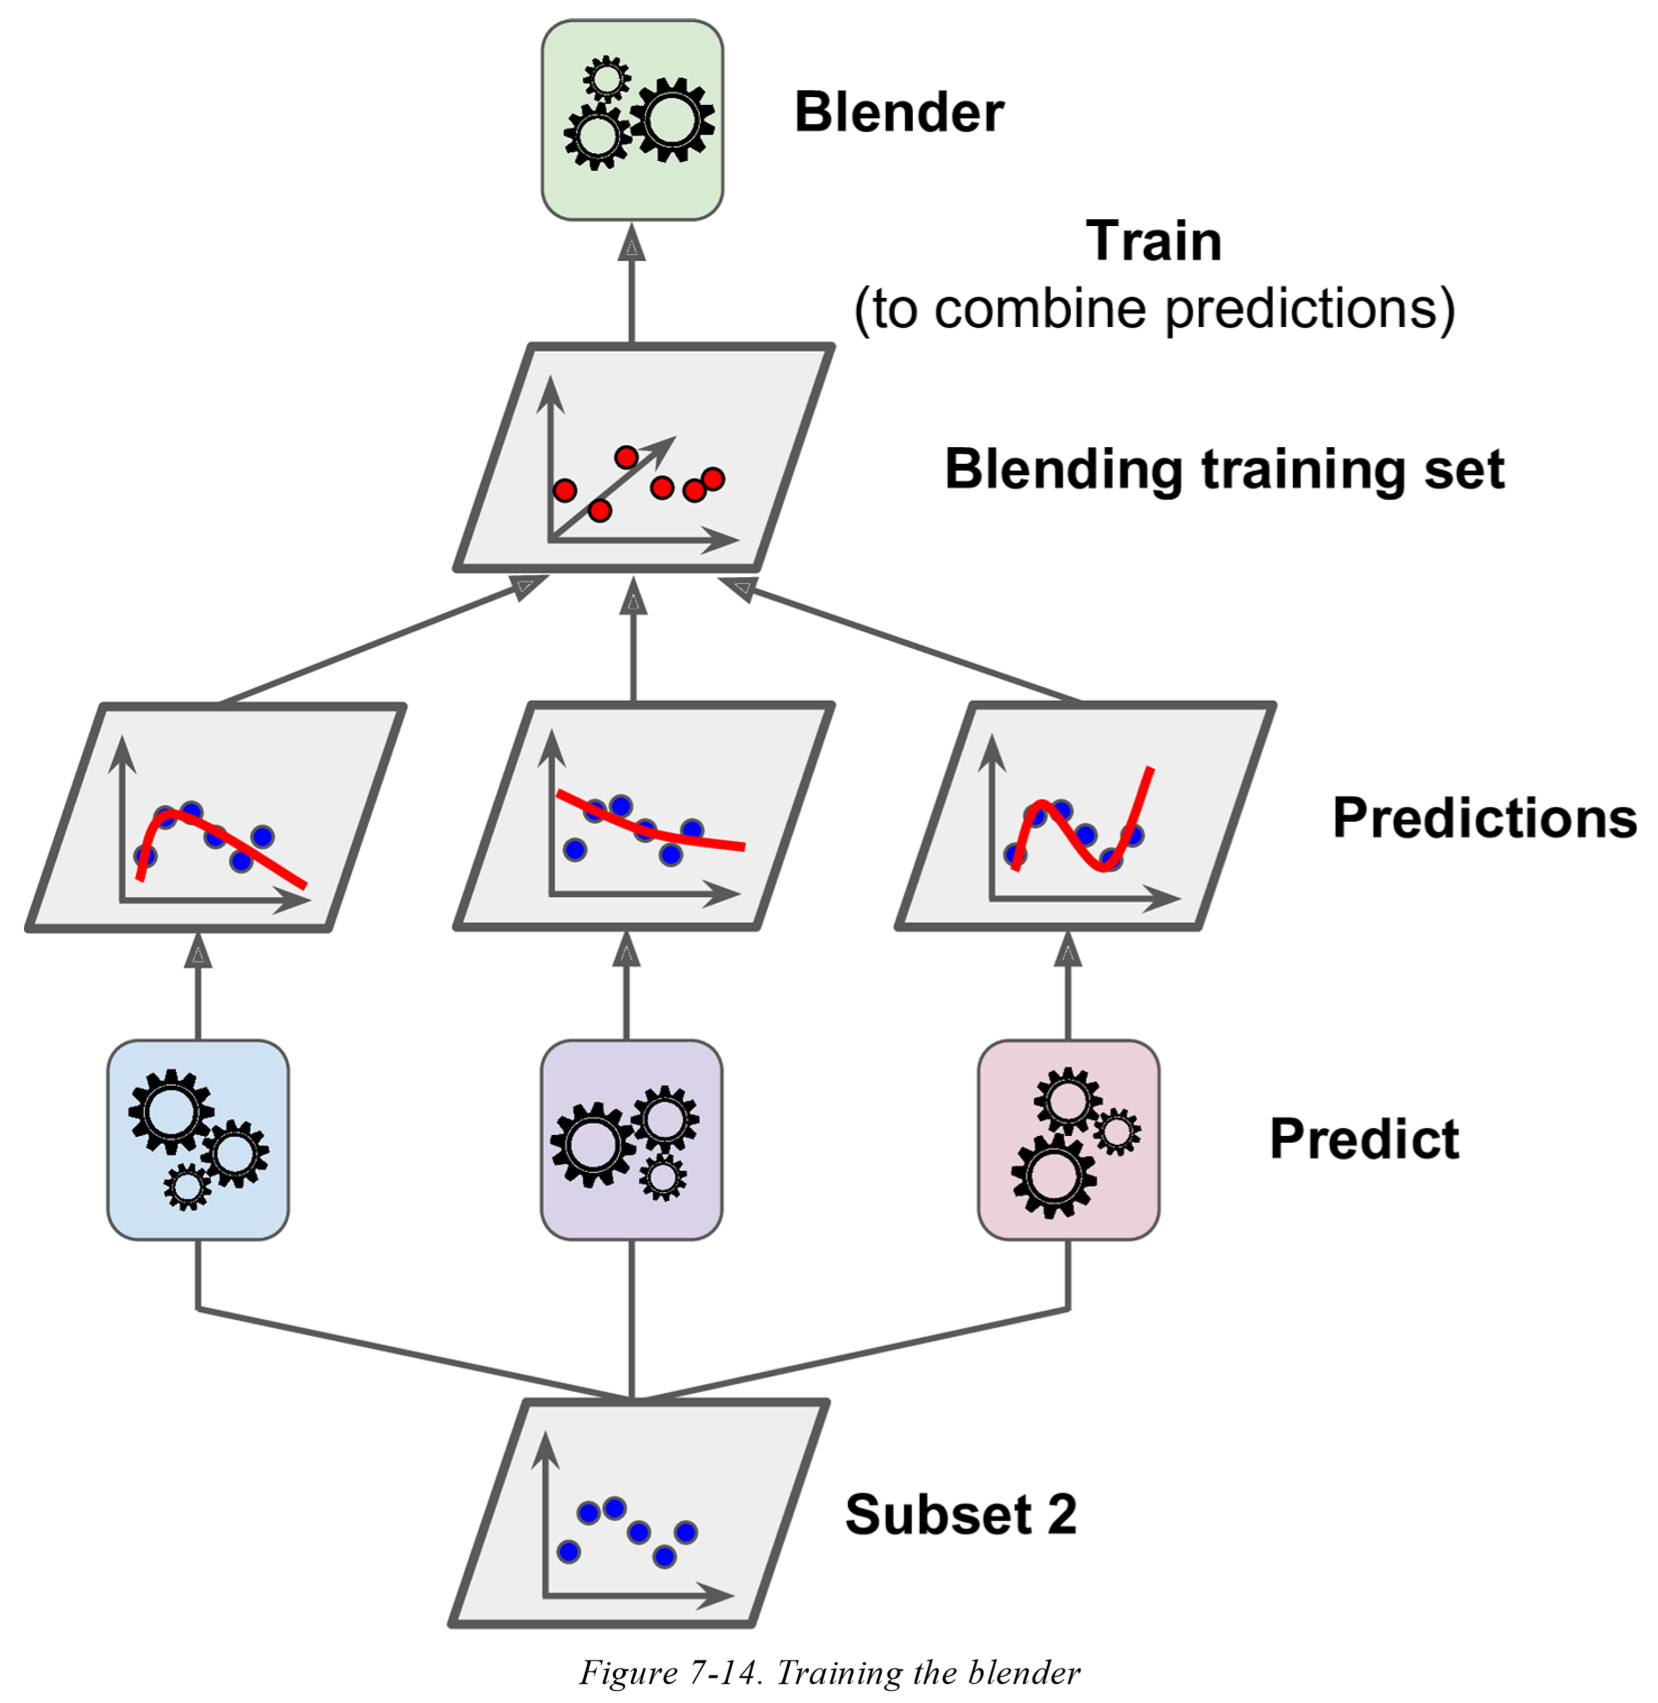 Blender
Train
(to combine predictions)
Blending training set
Predictions
Predict
Subset 2
Figure 7-14. Training the blender